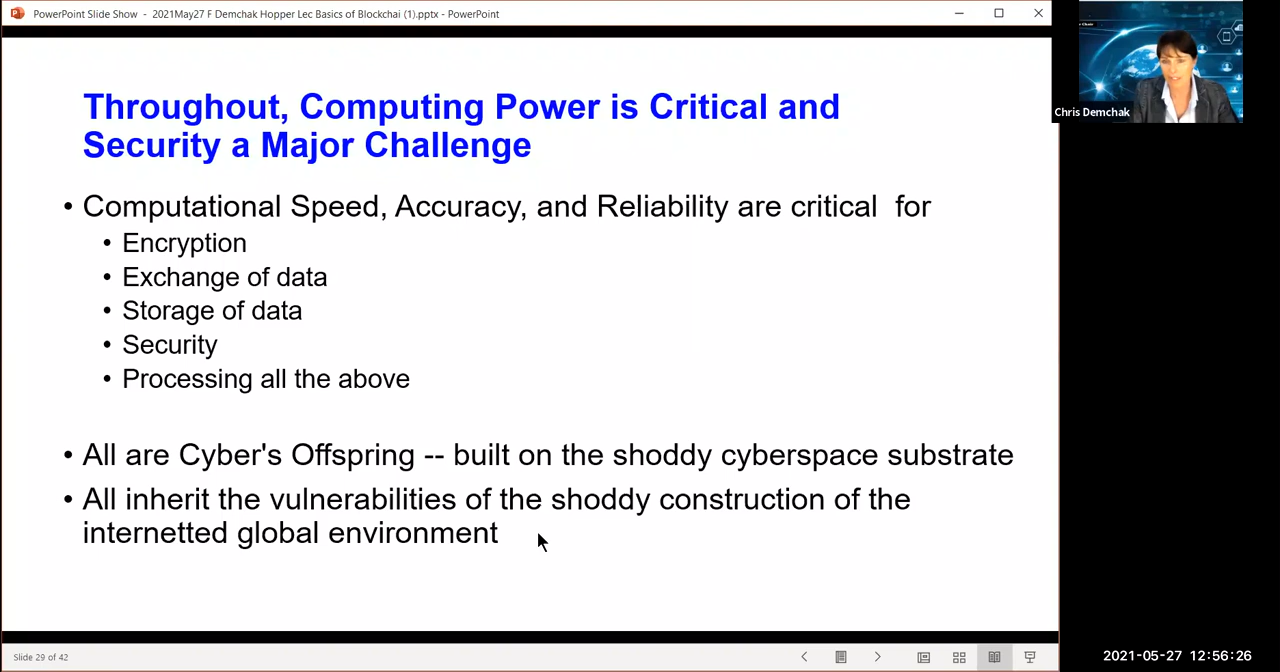 PowerPoint Slide Show - 2021May27 F Demchak Hopper Lec Basics of Blockchai (1).pptx - PowerPoint
Throughout, Computing Power is Critical and
Security a Major Challenge
• Computational Speed, Accuracy, and Reliability are critical for
• Encryption
• Exchange of data
• Storage of data
• Security
• Processing all the above
• All are Cyber's Offspring -- built on the shoddy cyberspace substrate
• All inherit the vulnerabilities of the shoddy construction of the
internetted global environment
Slide 29 of 42
Chris Demchak
2021-05-27 12:56:26